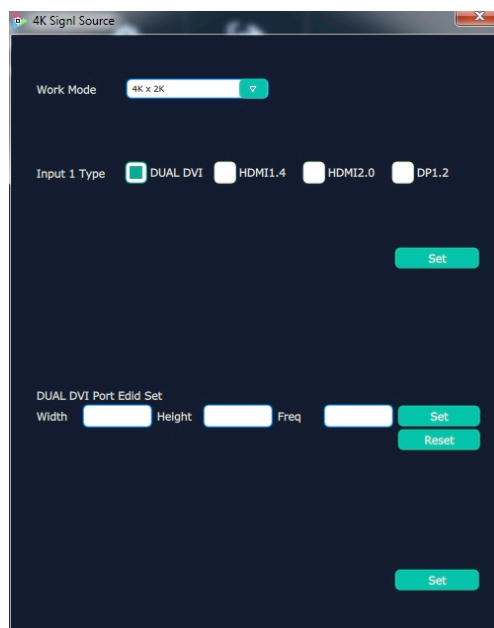 4K Signl Source
Work Mode 4K x 2K
Input 1 Type DUAL DVI HDMI1.4 HDMI2.0 DP1.2
Set
DUAL DVI Port Edid Set
Width Height Freq Set
Reset
Set